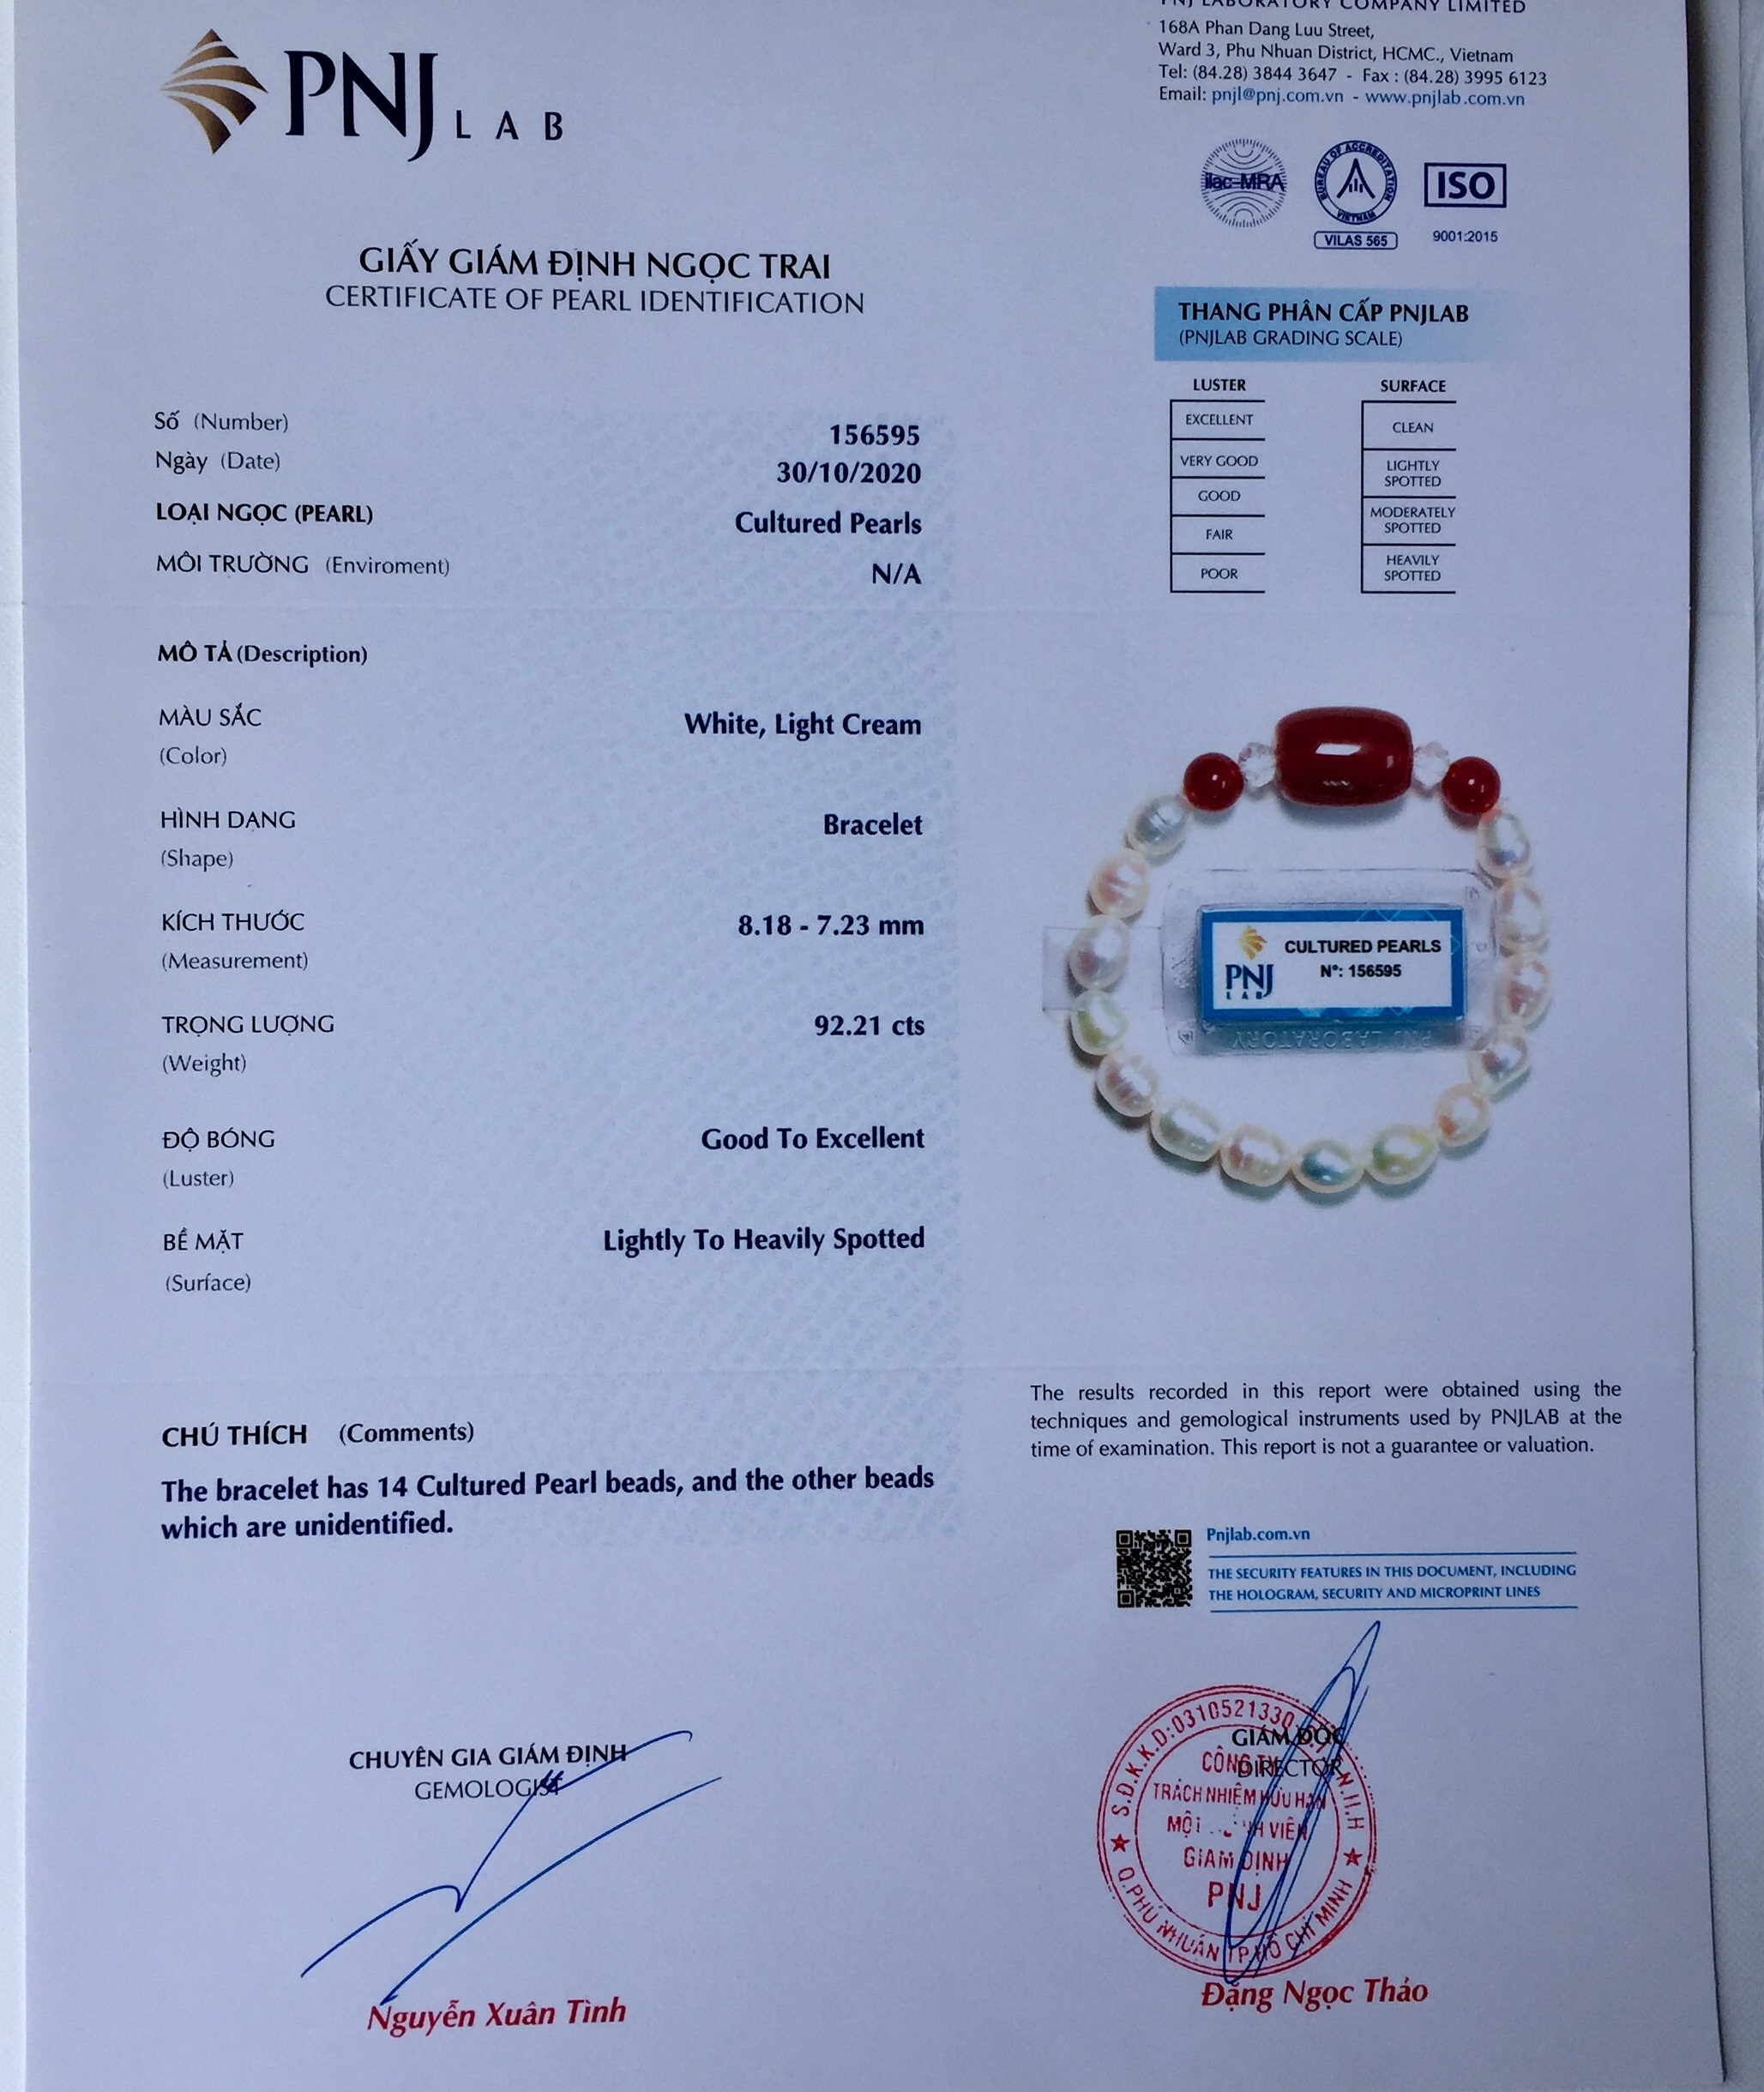 PNJ LAB
PNJ LABORATORY COMPANY LIMITED
168A Phan Dang Luu Street,
Ward 3, Phu Nhuan District, HCMC., Vietnam
Tel: (84.28) 3844 3647 - Fax : (84.28) 3995 6123
Email: pnjl@pnj.com.vn - www.pnjlab.com.vn
ilac-MRA
BUREAU OF ACCREDITATION
VIETNAM
VILAS 565
ISO
9001:2015
GIẤY GIÁM ĐỊNH NGỌC TRAI
CERTIFICATE OF PEARL IDENTIFICATION
THANG PHÂN CẤP PNJLAB
(PNJLAB GRADING SCALE)
LUSTER
EXCELLENT
VERY GOOD
GOOD
FAIR
POOR
SURFACE
CLEAN
LIGHTLY
SPOTTED
MODERATELY
SPOTTED
HEAVILY
SPOTTED
Số (Number) 156595
Ngày (Date) 30/10/2020
LOẠI NGỌC (PEARL) Cultured Pearls
MÔI TRƯỜNG (Enviroment) N/A
MÔ TẢ (Description)
MÀU SẮC White, Light Cream
(Color)
HÌNH DẠNG Bracelet
(Shape)
KÍCH THƯỚC 8.18 - 7.23 mm
(Measurement)
TRỌNG LƯỢNG 92.21 cts
(Weight)
ĐỘ BÓNG Good To Excellent
(Luster)
BỀ MẶT Lightly To Heavily Spotted
(Surface)
CULTURED PEARLS
N°: 156595
PNJ
LAB
PNJ LABORATORY
CHÚ THÍCH (Comments)
The bracelet has 14 Cultured Pearl beads, and the other beads
which are unidentified.
The results recorded in this report were obtained using the
techniques and gemological instruments used by PNJLAB at the
time of examination. This report is not a guarantee or valuation.
Pnjlab.com.vn
THE SECURITY FEATURES IN THIS DOCUMENT, INCLUDING
THE HOLOGRAM, SECURITY AND MICROPRINT LINES
CHUYÊN GIA GIÁM ĐỊNH
GEMOLOGIST
Nguyễn Xuân Tình
GIÁM ĐỐC
DIRECTOR
S.Đ.K.K.D:0310521330
CÔNG TY
TRÁCH NHIỆM HỮU HẠN
MỘT VIÊN
GIÁM ĐỊNH
PNJ
Q.PHÚ NHUẬN TP.HỒ CHÍ MINH
Đặng Ngọc Thảo